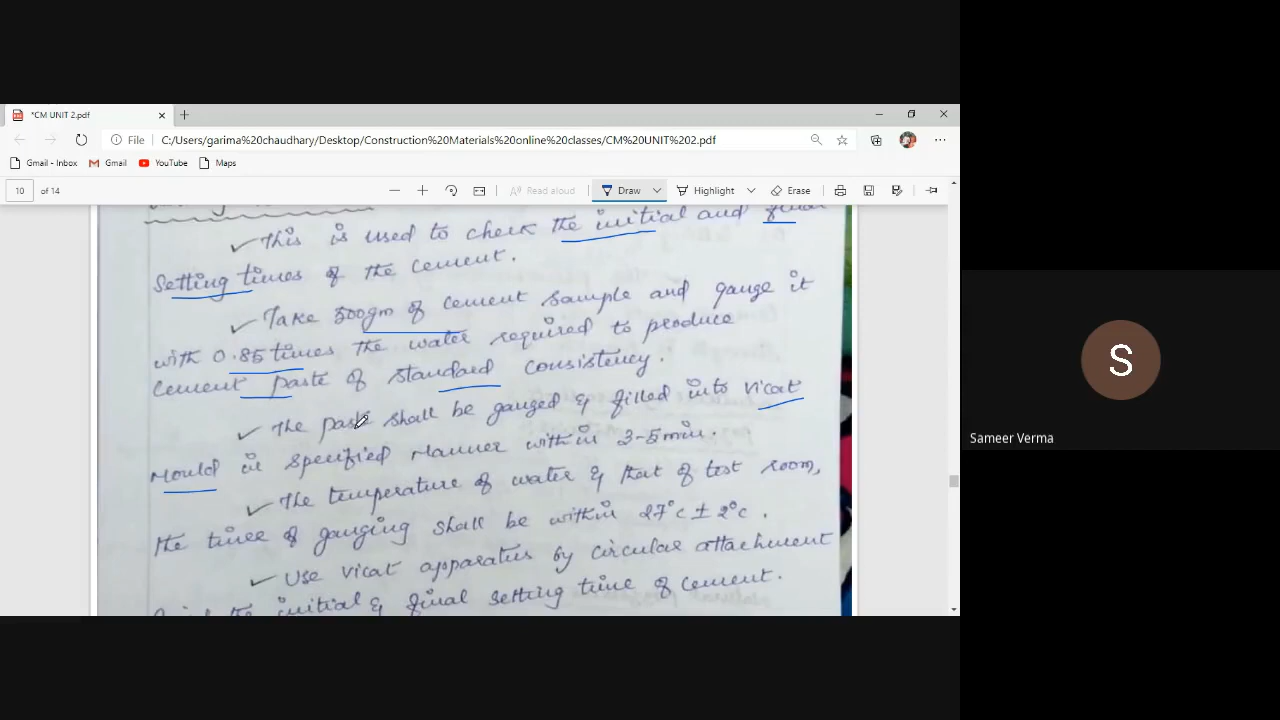 *CM UNIT 2.pdf
File C:/Users/garima%20chaudhary/Desktop/Construction%20Materials%20online%20classes/CM%20UNIT%202.pdf
Gmail - Inbox Gmail YouTube Maps
10 of 14 Read aloud Draw Highlight Erase
This is used to check the initial and final
setting times of the cement.
Take 500gm of cement sample and gauge it
with 0.85 times the water required to produce
cement paste of standard consistency.
The paste shall be gauged & filled into vicat
Mould in specified Manner within 3-5min.
The temperature of water & that of test room,
the time of gauging shall be within 27°c ± 2°c.
Use vicat apparatus by circular attachment
the initial & final setting time of cement.
S
Sameer Verma